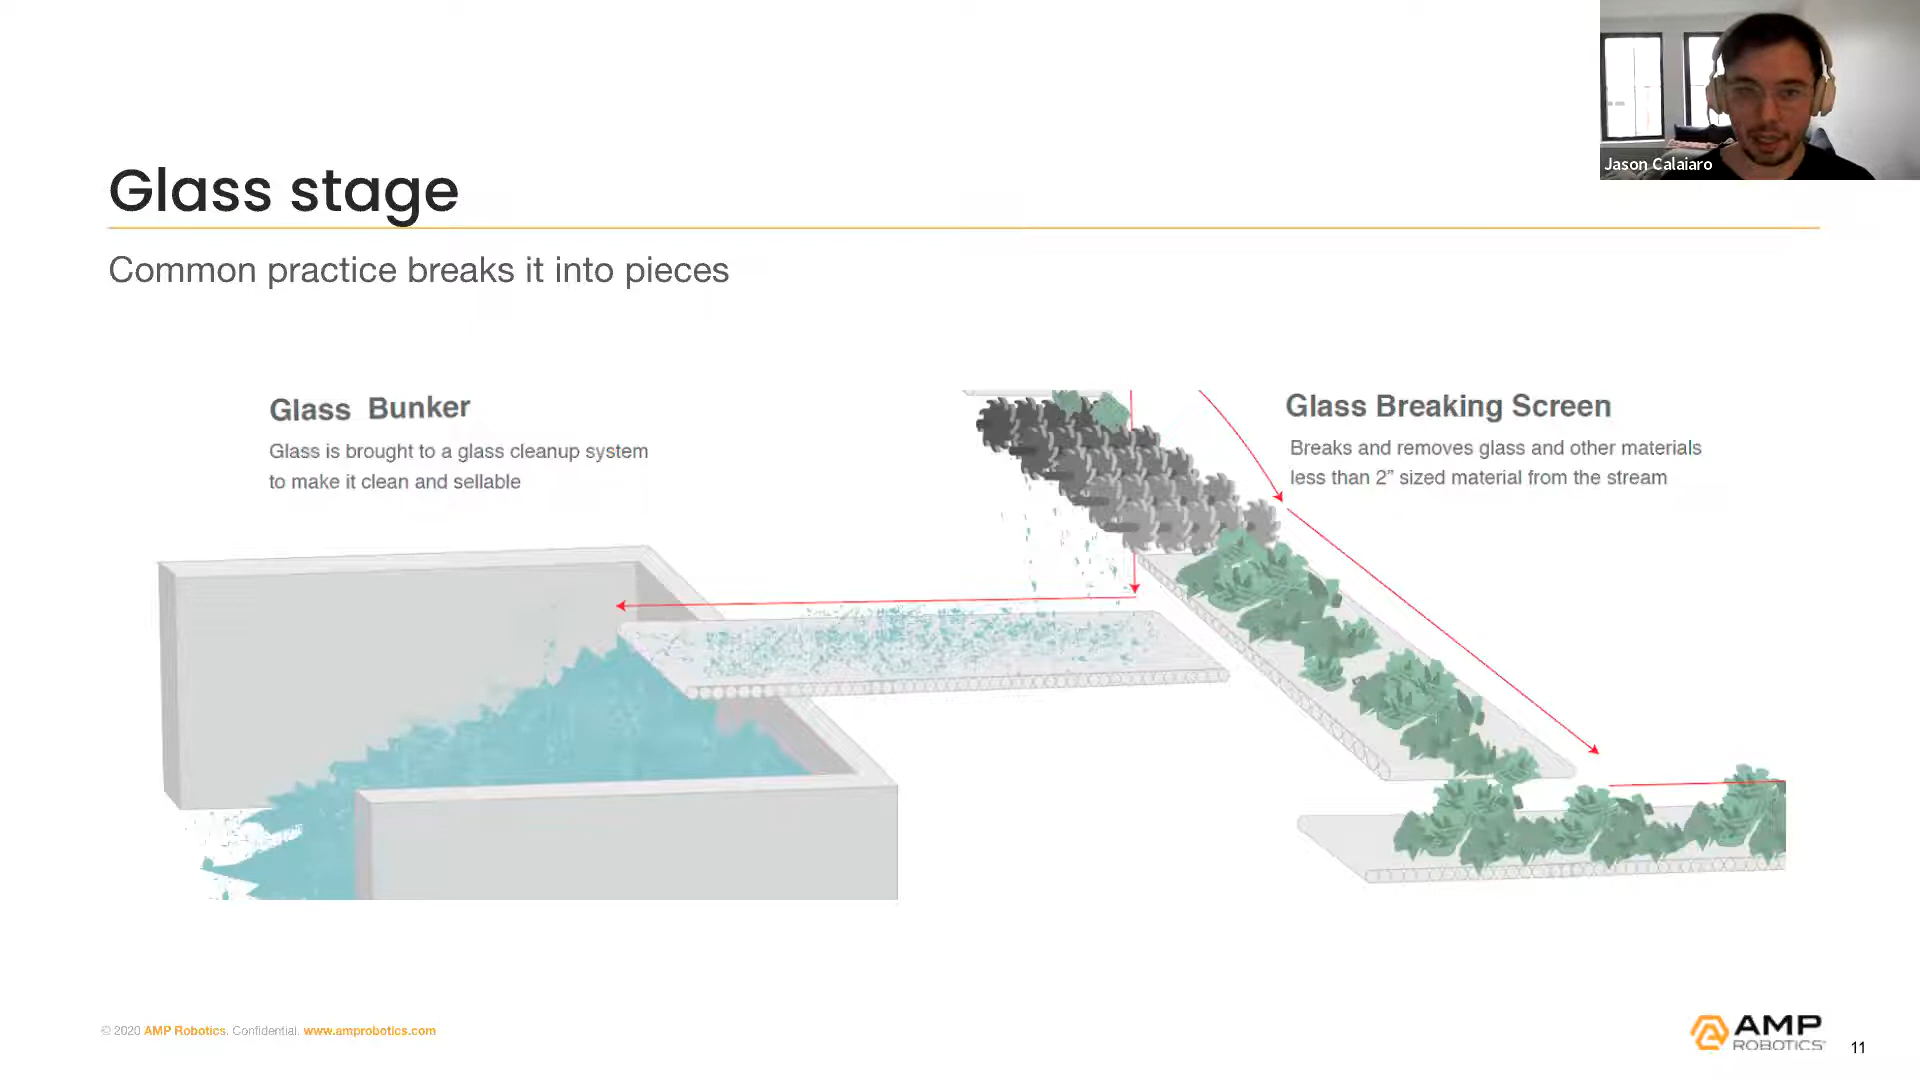 Jason Calaiaro
Glass stage
Common practice breaks it into pieces
Glass Bunker
Glass is brought to a glass cleanup system
to make it clean and sellable
Glass Breaking Screen
Breaks and removes glass and other materials
less than 2” sized material from the stream
© 2020 AMP Robotics. Confidential. www.amprobotics.com
AMP
ROBOTICS
11